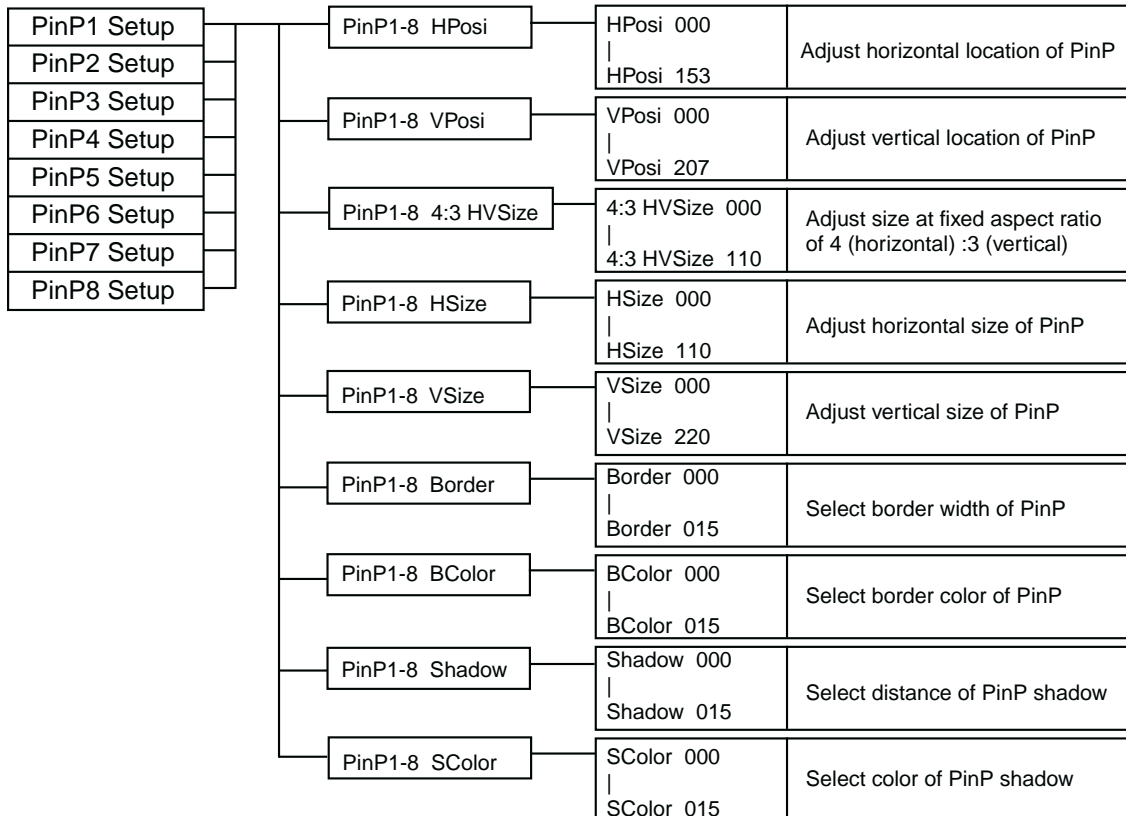 PinP1 Setup
PinP2 Setup
PinP3 Setup
PinP4 Setup
PinP5 Setup
PinP6 Setup
PinP7 Setup
PinP8 Setup
PinP1-8 HPosi
HPosi 000
|
HPosi 153
Adjust horizontal location of PinP
PinP1-8 VPosi
VPosi 000
|
VPosi 207
Adjust vertical location of PinP
PinP1-8 4:3 HVSize
4:3 HVSize 000
|
4:3 HVSize 110
Adjust size at fixed aspect ratio
of 4 (horizontal) :3 (vertical)
PinP1-8 HSize
HSize 000
|
HSize 110
Adjust horizontal size of PinP
PinP1-8 VSize
VSize 000
|
VSize 220
Adjust vertical size of PinP
PinP1-8 Border
Border 000
|
Border 015
Select border width of PinP
PinP1-8 BColor
BColor 000
|
BColor 015
Select border color of PinP
PinP1-8 Shadow
Shadow 000
|
Shadow 015
Select distance of PinP shadow
PinP1-8 SColor
SColor 000
|
SColor 015
Select color of PinP shadow